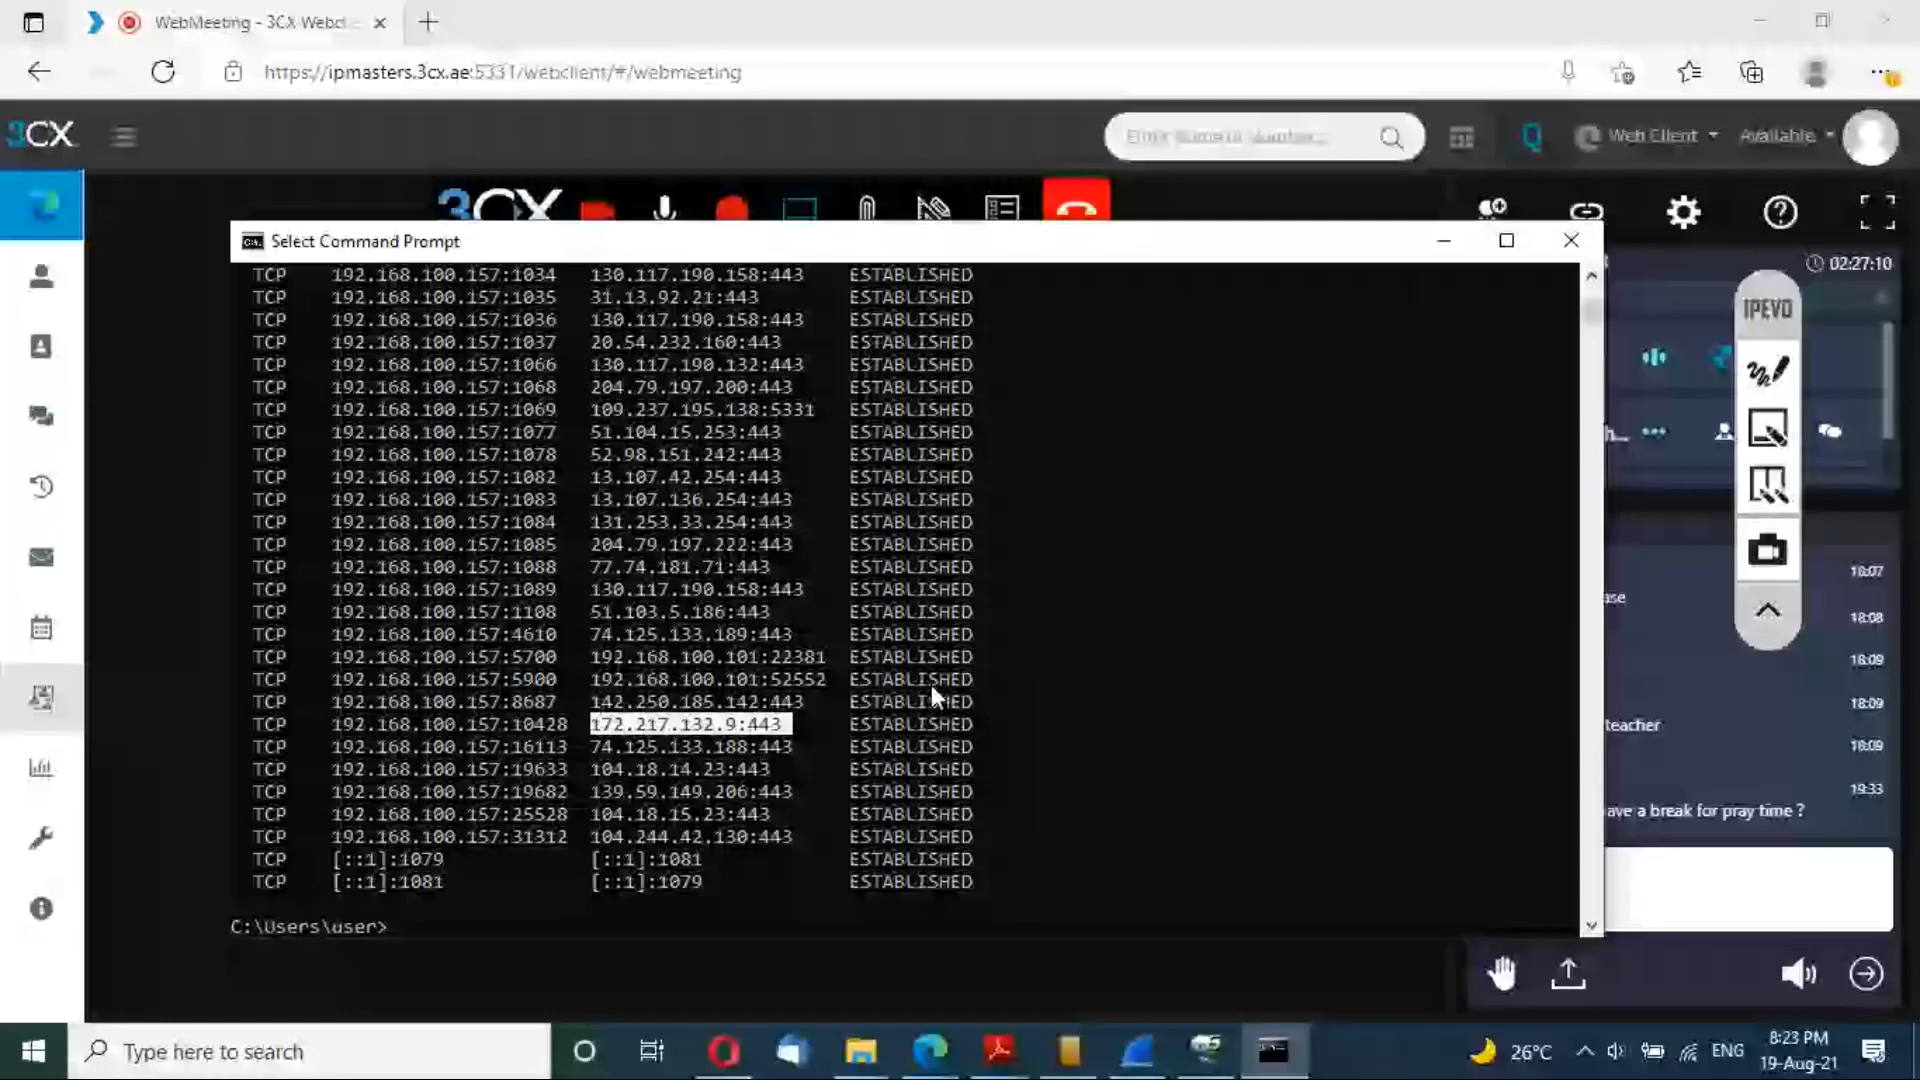 WebMeeting - 3CX Webcl
https://ipmasters.3cx.ae:5331/webclient/#/webmeeting
3CX
Enter Name or Number...
Web Client
Available
3CX
Select Command Prompt
02:27:10
TCP 192.168.100.157:1034 130.117.190.158:443 ESTABLISHED
TCP 192.168.100.157:1035 31.13.92.21:443 ESTABLISHED
TCP 192.168.100.157:1036 130.117.190.158:443 ESTABLISHED
TCP 192.168.100.157:1037 20.54.232.160:443 ESTABLISHED
TCP 192.168.100.157:1066 130.117.190.132:443 ESTABLISHED
TCP 192.168.100.157:1068 204.79.197.200:443 ESTABLISHED
TCP 192.168.100.157:1069 109.237.195.138:5331 ESTABLISHED
TCP 192.168.100.157:1077 51.104.15.253:443 ESTABLISHED
TCP 192.168.100.157:1078 52.98.151.242:443 ESTABLISHED
TCP 192.168.100.157:1082 13.107.42.254:443 ESTABLISHED
TCP 192.168.100.157:1083 13.107.136.254:443 ESTABLISHED
TCP 192.168.100.157:1084 131.253.33.254:443 ESTABLISHED
TCP 192.168.100.157:1085 204.79.197.222:443 ESTABLISHED
TCP 192.168.100.157:1088 77.74.181.71:443 ESTABLISHED
TCP 192.168.100.157:1089 130.117.190.158:443 ESTABLISHED
TCP 192.168.100.157:1108 51.103.5.186:443 ESTABLISHED
TCP 192.168.100.157:4610 74.125.133.189:443 ESTABLISHED
TCP 192.168.100.157:5700 192.168.100.101:22381 ESTABLISHED
TCP 192.168.100.157:5900 192.168.100.101:52552 ESTABLISHED
TCP 192.168.100.157:8687 142.250.185.142:443 ESTABLISHED
TCP 192.168.100.157:10428 172.217.132.9:443 ESTABLISHED
TCP 192.168.100.157:16113 74.125.133.188:443 ESTABLISHED
TCP 192.168.100.157:19633 104.18.14.23:443 ESTABLISHED
TCP 192.168.100.157:19682 139.59.149.206:443 ESTABLISHED
TCP 192.168.100.157:25528 104.18.15.23:443 ESTABLISHED
TCP 192.168.100.157:31312 104.244.42.130:443 ESTABLISHED
TCP [::1]:1079 [::1]:1081 ESTABLISHED
TCP [::1]:1081 [::1]:1079 ESTABLISHED
C:\Users\user>
IPEVO
18:07
ase
18:08
18:09
18:09
teacher
18:09
19:33
ave a break for pray time ?
Type here to search
26°C
ENG
8:23 PM
19-Aug-21